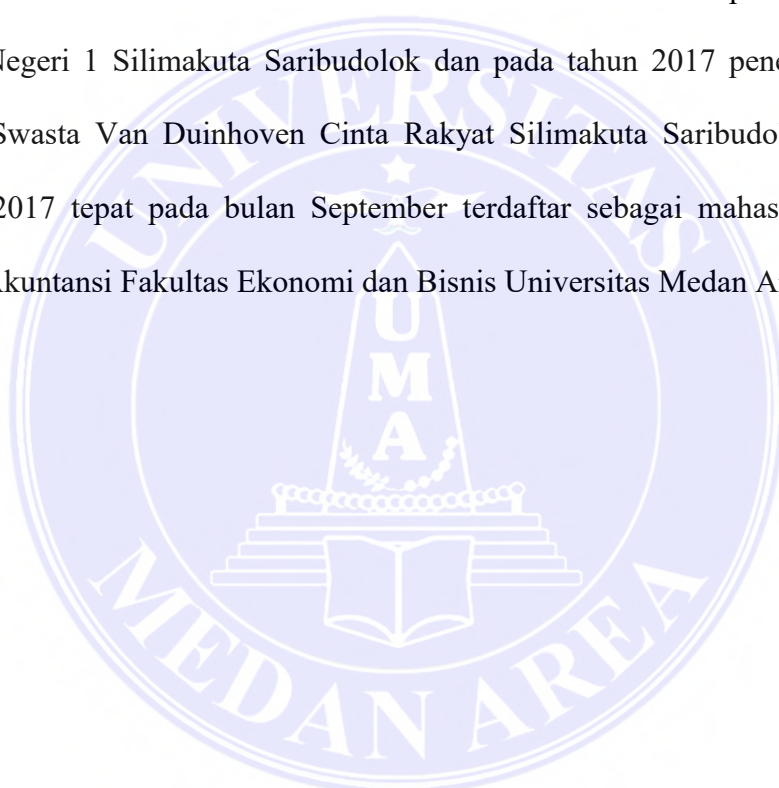 Negeri 1 Silimakuta Saribudolok dan pada tahun 2017 pene
Swasta Van Duinhoven Cinta Rakyat Silimakuta Saribudo
2017 tepat pada bulan September terdaftar sebagai mahas
Akuntansi Fakultas Ekonomi dan Bisnis Universitas Medan A
UNIVERSITAS
U
M
A
MEDAN AREA